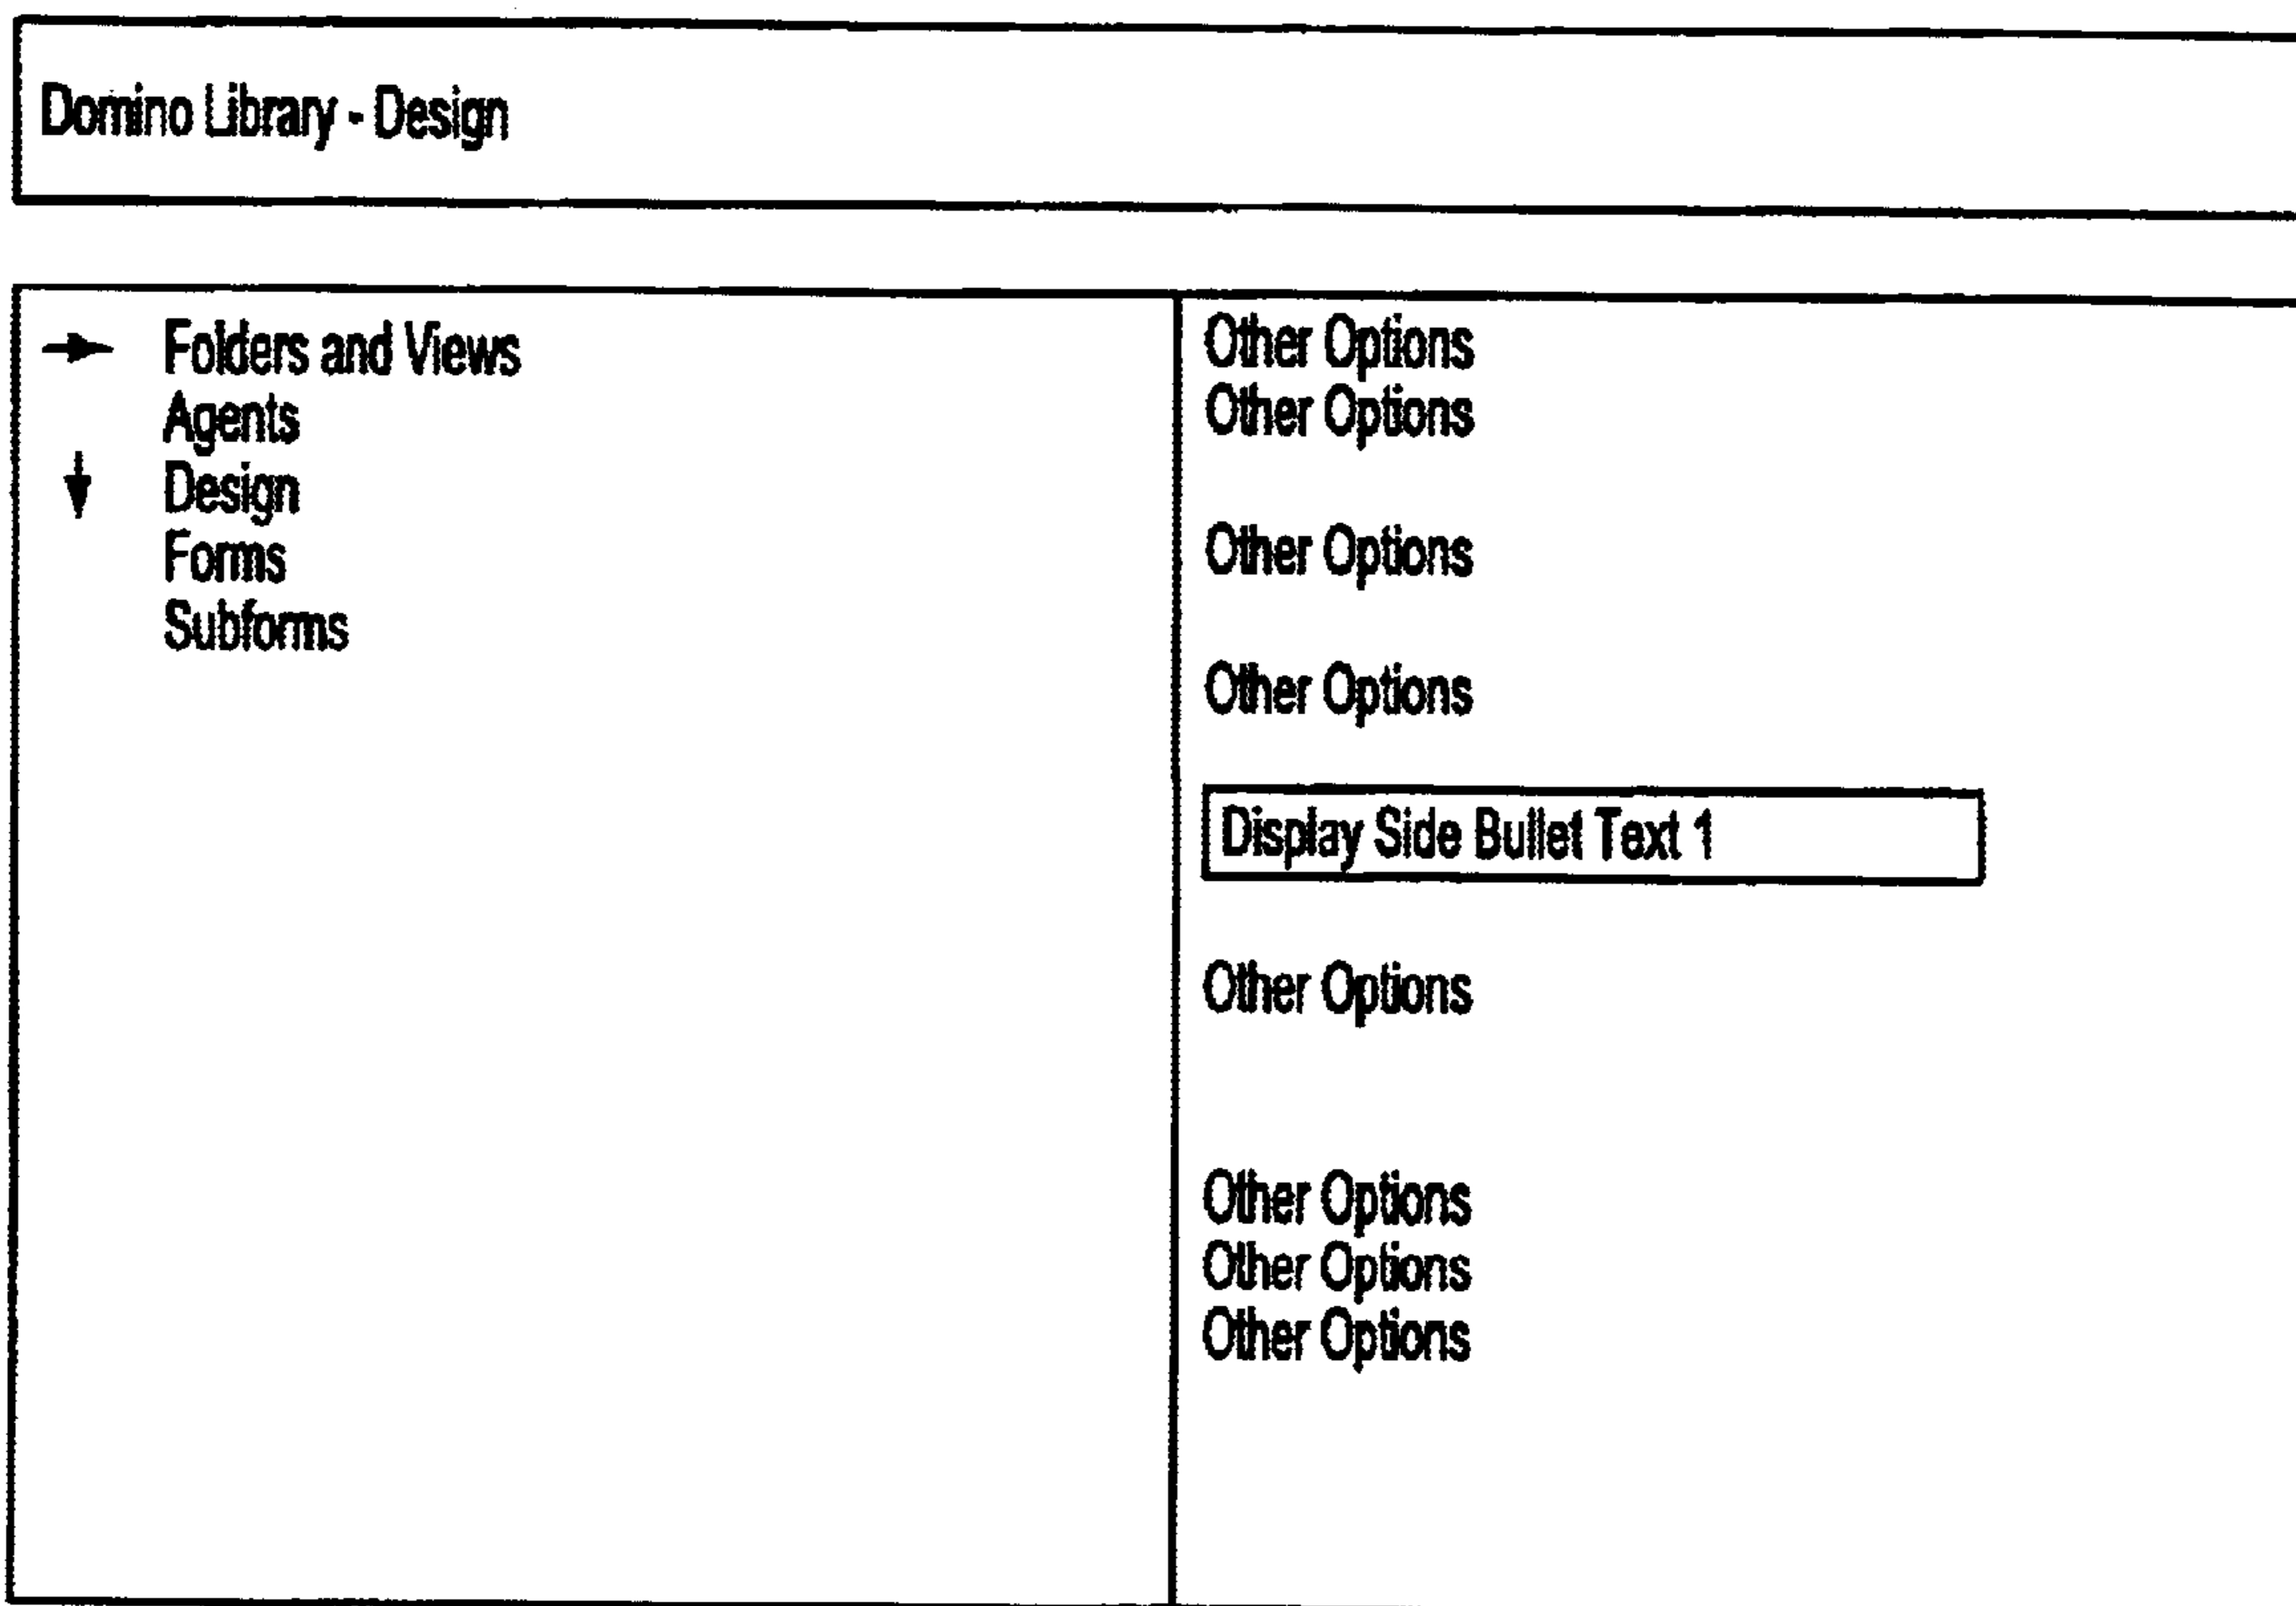 Domino Library - Design
Folders and Views
Agents
Design
Forms
Subforms
Other Options
Other Options
Other Options
Other Options
Display Side Bullet Text 1
Other Options
Other Options
Other Options
Other Options